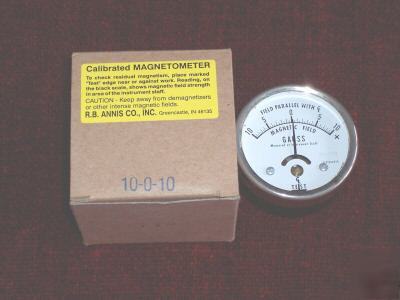 Calibrated MAGNETOMETER
To check residual magnetism, place marked
"Test" edge near or against work. Reading, on
the black scale, shows magnetic field strength
in area of the instrument staff.
CAUTION - Keep away from demagnetizers
or other intense magnetic fields.
R.B. ANNIS CO., INC. Greencastle, IN 46135
10-0-10
FIELD PARALLEL WITH
10 5 0 5 10
- +
MAGNETIC FIELD
GAUSS
TEST